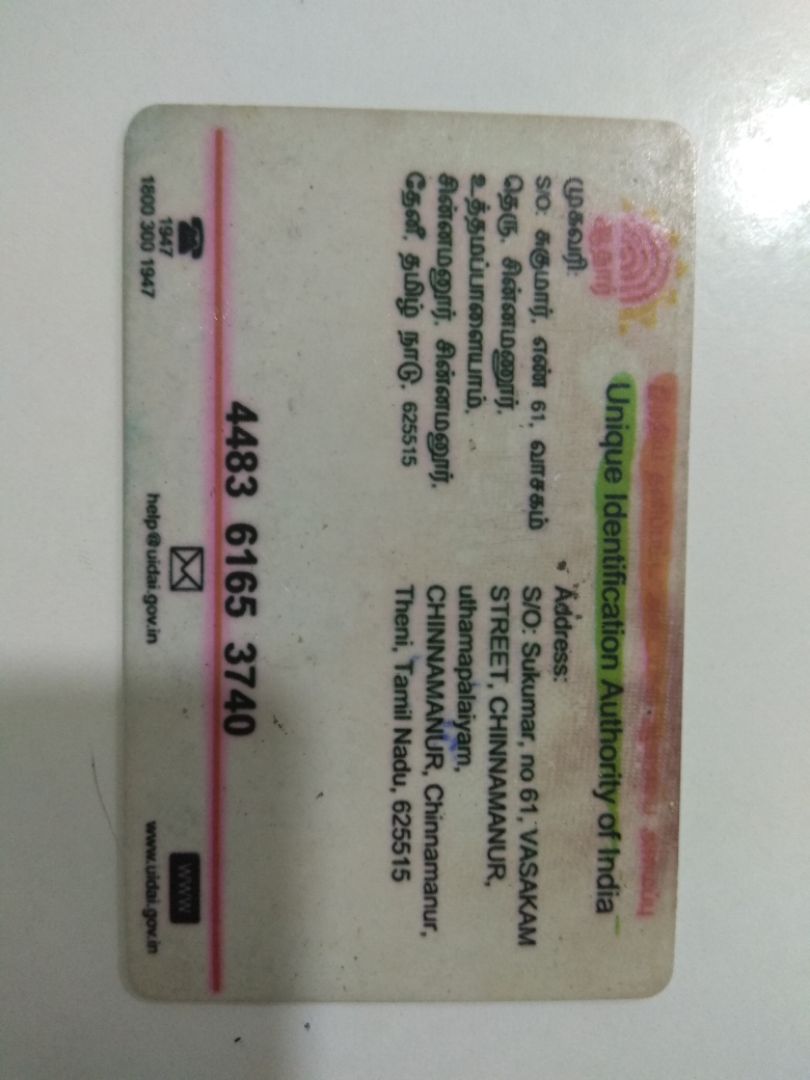 Unique Identification Authority of India
முகவரி:
S/O: சுகுமார், எண் 61, வாசகம்
தெரு, சின்னமனூர்,
உத்தமப்பாளையாம்,
சின்னமனூர், சின்னமனூர்,
தேனி, தமிழ் நாடு, 625515
Address:
S/O: Sukumar, no 61, VASAKAM
STREET, CHINNAMANUR,
uthamapalaiyam,
CHINNAMANUR, Chinnamanur,
Theni, Tamil Nadu, 625515
4483 6165 3740
1947
1800 300 1947
help@uidai.gov.in
WWW
www.uidai.gov.in